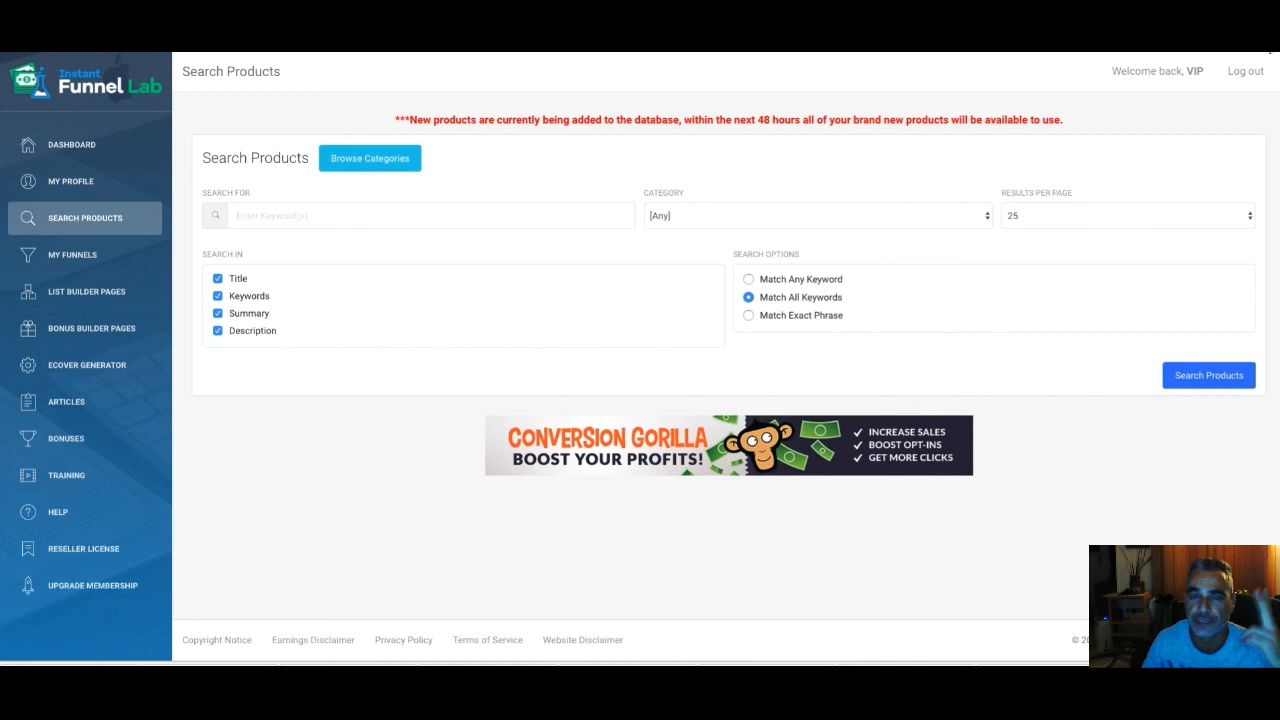 Instant
Funnel Lab
Search Products
Welcome back, VIP
Log out
***New products are currently being added to the database, within the next 48 hours all of your brand new products will be available to use.
DASHBOARD
MY PROFILE
SEARCH PRODUCTS
MY FUNNELS
LIST BUILDER PAGES
BONUS BUILDER PAGES
ECOVER GENERATOR
ARTICLES
BONUSES
TRAINING
HELP
RESELLER LICENSE
UPGRADE MEMBERSHIP
Search Products
Browse Categories
SEARCH FOR
CATEGORY
RESULTS PER PAGE
Enter Keyword(s)
[Any]
25
SEARCH IN
Title
Keywords
Summary
Description
SEARCH OPTIONS
Match Any Keyword
Match All Keywords
Match Exact Phrase
Search Products
CONVERSION GORILLA
BOOST YOUR PROFITS!
INCREASE SALES
BOOST OPT-INS
GET MORE CLICKS
Copyright Notice
Earnings Disclaimer
Privacy Policy
Terms of Service
Website Disclaimer